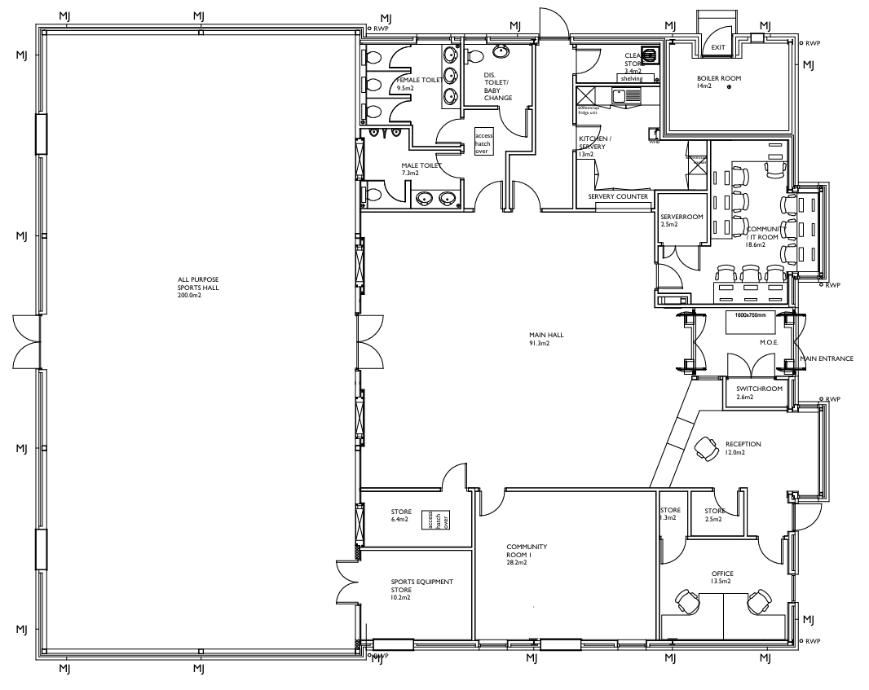 MJ
MJ
MJ
RWP
MJ
MJ
MJ
EXIT
RWP
MJ
MJ
FEMALE TOILET
9.5m2
DIS.
TOILET/
BABY
CHANGE
STORE
3.4m2
shelving
BOILER ROOM
14m2
access
hatch
over
KITCHEN /
SERVERY
13m2
MALE TOILET
7.3m2
SERVERY COUNTER
SERVERROOM
2.5m2
COMMUNITY
IT ROOM
18.6m2
MJ
ALL PURPOSE
SPORTS HALL
200.0m2
RWP
MAIN HALL
91.3m2
1600x750mm
M.O.E.
MAIN ENTRANCE
SWITCHROOM
2.6m2
RWP
MJ
RECEPTION
12.0m2
STORE
6.4m2
access
hatch
over
STORE
1.3m2
STORE
2.5m2
COMMUNITY
ROOM 1
28.2m2
SPORTS EQUIPMENT
STORE
10.2m2
OFFICE
13.5m2
MJ
MJ
RWP
RWP
MJ
MJ
MJ
MJ
MJ
MJ